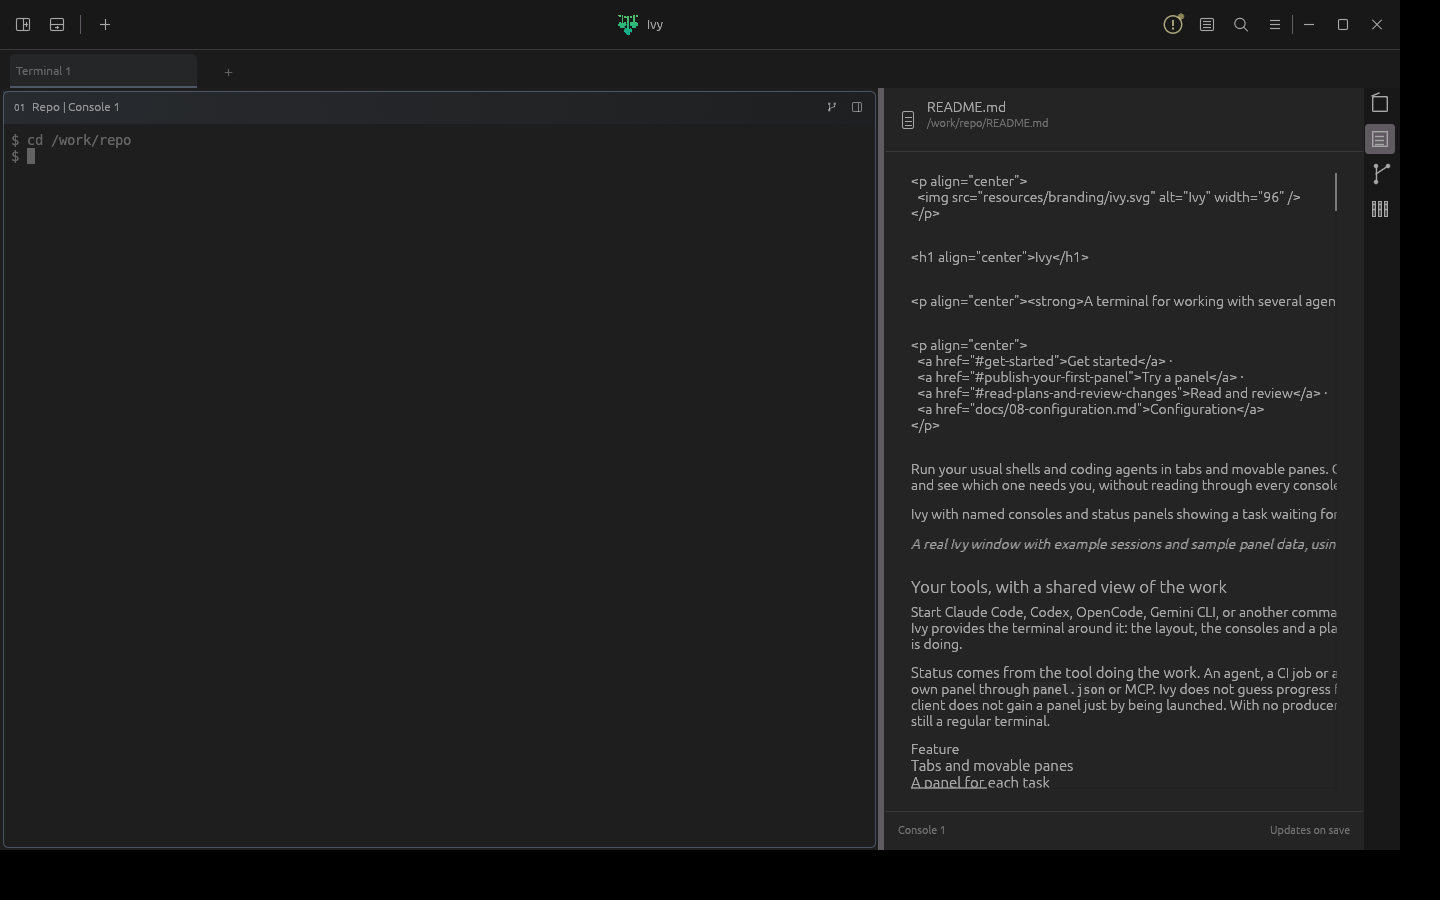 Ivy
Terminal 1
01 Repo | Console 1
$ cd /work/repo
$
README.md
/work/repo/README.md
<p align="center">
<img src="resources/branding/ivy.svg" alt="Ivy" width="96" />
</p>
<h1 align="center">Ivy</h1>
<p align="center"><strong>A terminal for working with several agen
<p align="center">
<a href="#get-started">Get started</a> ·
<a href="#publish-your-first-panel">Try a panel</a> ·
<a href="#read-plans-and-review-changes">Read and review</a> ·
<a href="docs/08-configuration.md">Configuration</a>
</p>
Run your usual shells and coding agents in tabs and movable panes.
and see which one needs you, without reading through every console
Ivy with named consoles and status panels showing a task waiting for
A real Ivy window with example sessions and sample panel data, usin
Your tools, with a shared view of the work
Start Claude Code, Codex, OpenCode, Gemini CLI, or another comma
Ivy provides the terminal around it: the layout, the consoles and a pla
is doing.
Status comes from the tool doing the work. An agent, a CI job or a
own panel through panel.json or MCP. Ivy does not guess progress
client does not gain a panel just by being launched. With no producer
still a regular terminal.
Feature
Tabs and movable panes
A panel for each task
Console 1
Updates on save